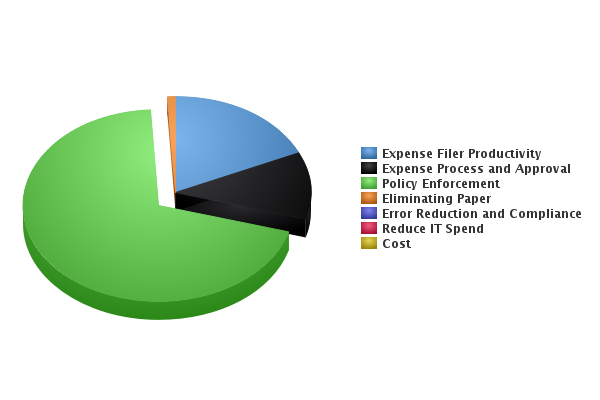 Expense Filer Productivity
Expense Process and Approval
Policy Enforcement
Eliminating Paper
Error Reduction and Compliance
Reduce IT Spend
Cost